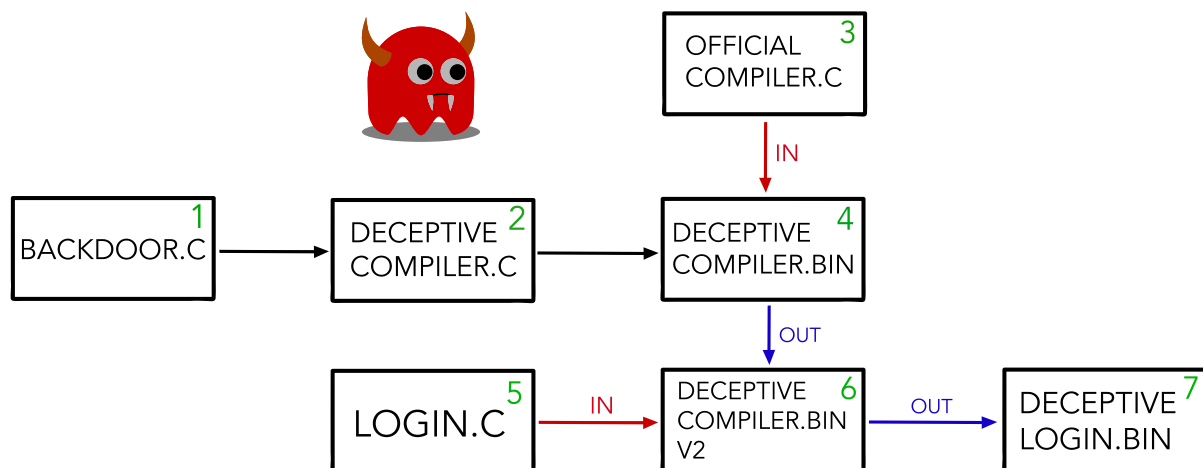 3
OFFICIAL
COMPILER.C
IN
1
BACKDOOR.C
2
DECEPTIVE
COMPILER.C
4
DECEPTIVE
COMPILER.BIN
OUT
5
LOGIN.C
IN
6
DECEPTIVE
COMPILER.BIN
V2
OUT
7
DECEPTIVE
LOGIN.BIN